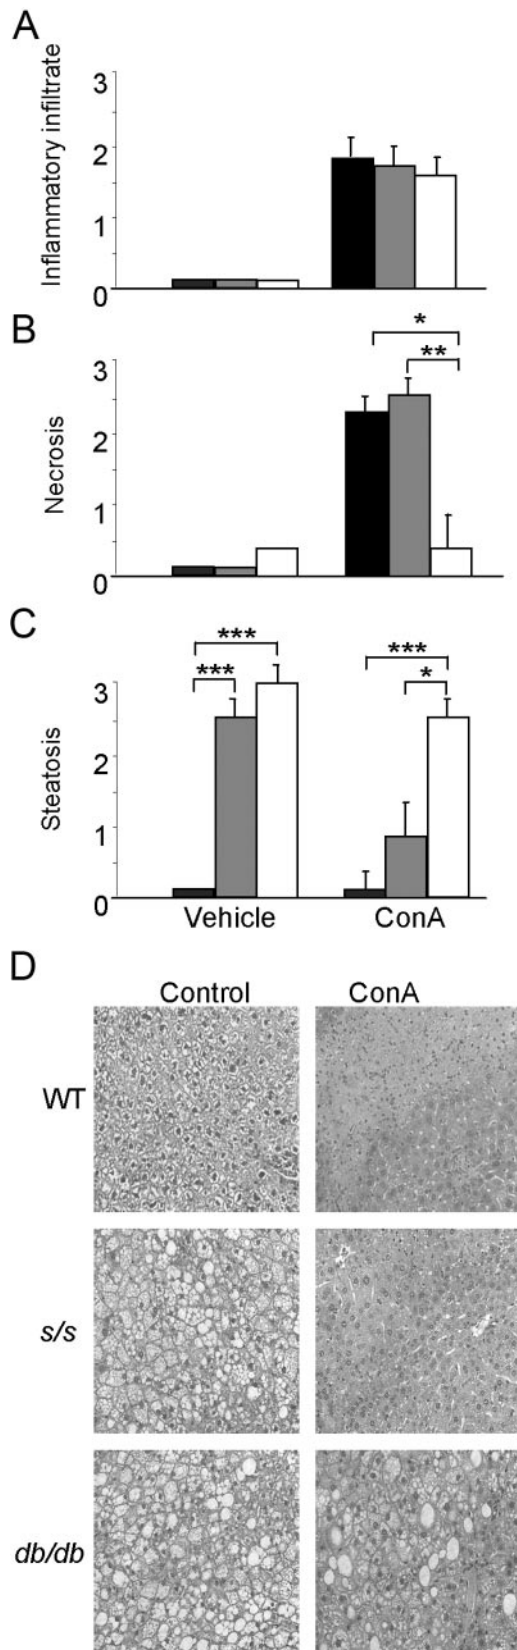 A
Inflammatory infiltrate
3
2
1
0
B
*
**
Necrosis
3
2
1
0
C
***
***
***
*
Steatosis
3
2
1
0
Vehicle
ConA
D
Control
ConA
WT
s/s
db/db